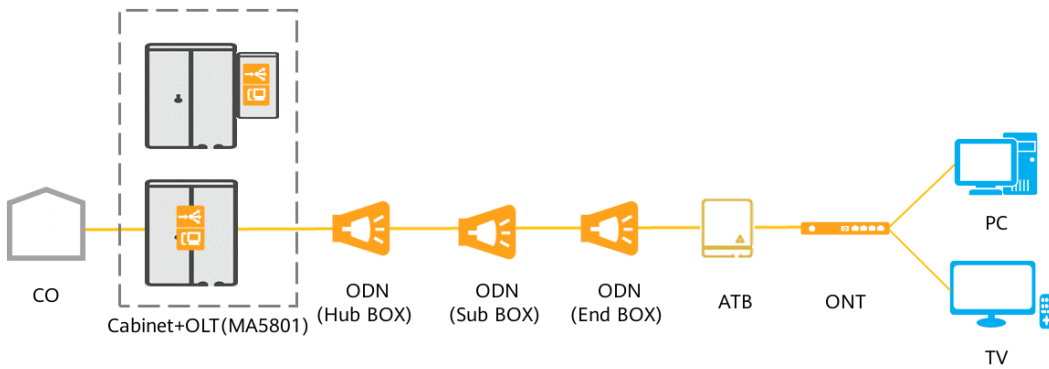 CO
Cabinet+OLT(MA5801)
ODN
(Hub BOX)
ODN
(Sub BOX)
ODN
(End BOX)
ATB
ONT
PC
TV